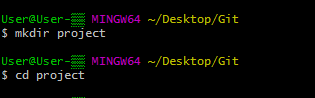 User@User-▒▒ MINGW64 ~/Desktop/Git
$ mkdir project
User@User-▒▒ MINGW64 ~/Desktop/Git
$ cd project